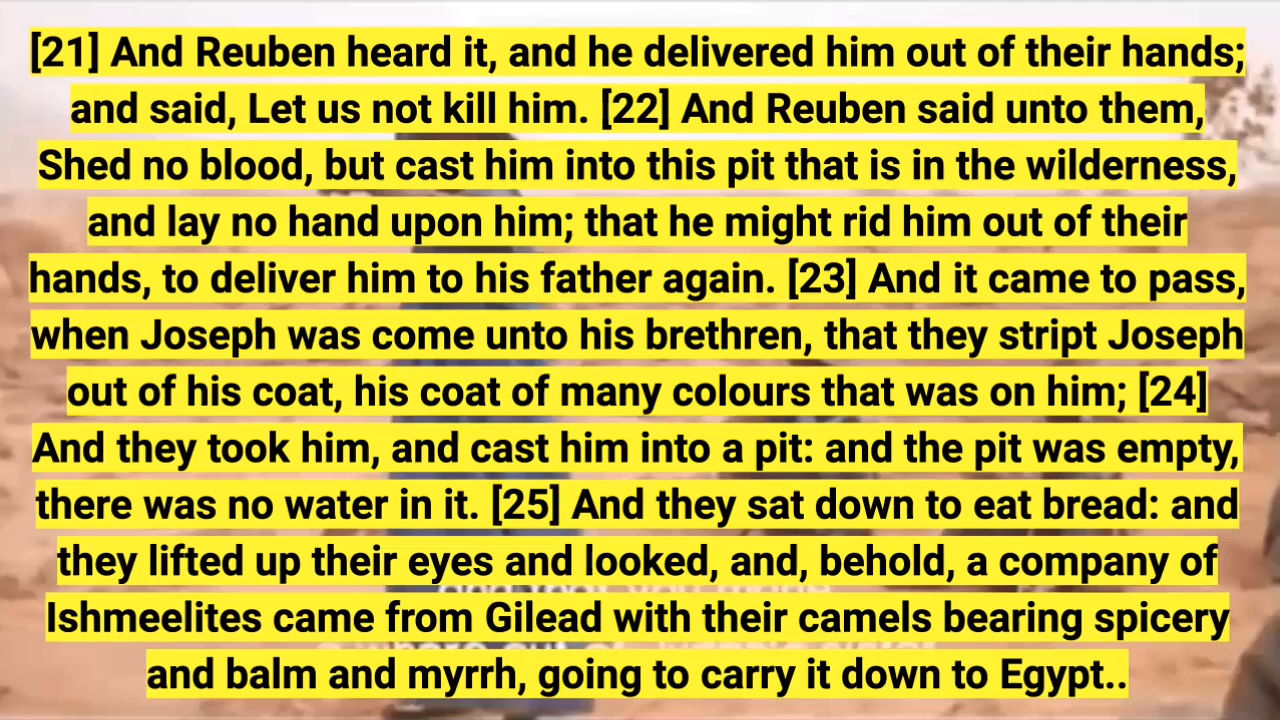 [21] And Reuben heard it, and he delivered him out of their hands;
and said, Let us not kill him. [22] And Reuben said unto them,
Shed no blood, but cast him into this pit that is in the wilderness,
and lay no hand upon him; that he might rid him out of their
hands, to deliver him to his father again. [23] And it came to pass,
when Joseph was come unto his brethren, that they stript Joseph
out of his coat, his coat of many colours that was on him; [24]
And they took him, and cast him into a pit: and the pit was empty,
there was no water in it. [25] And they sat down to eat bread: and
they lifted up their eyes and looked, and, behold, a company of
Ishmeelites came from Gilead with their camels bearing spicery
and balm and myrrh, going to carry it down to Egypt..